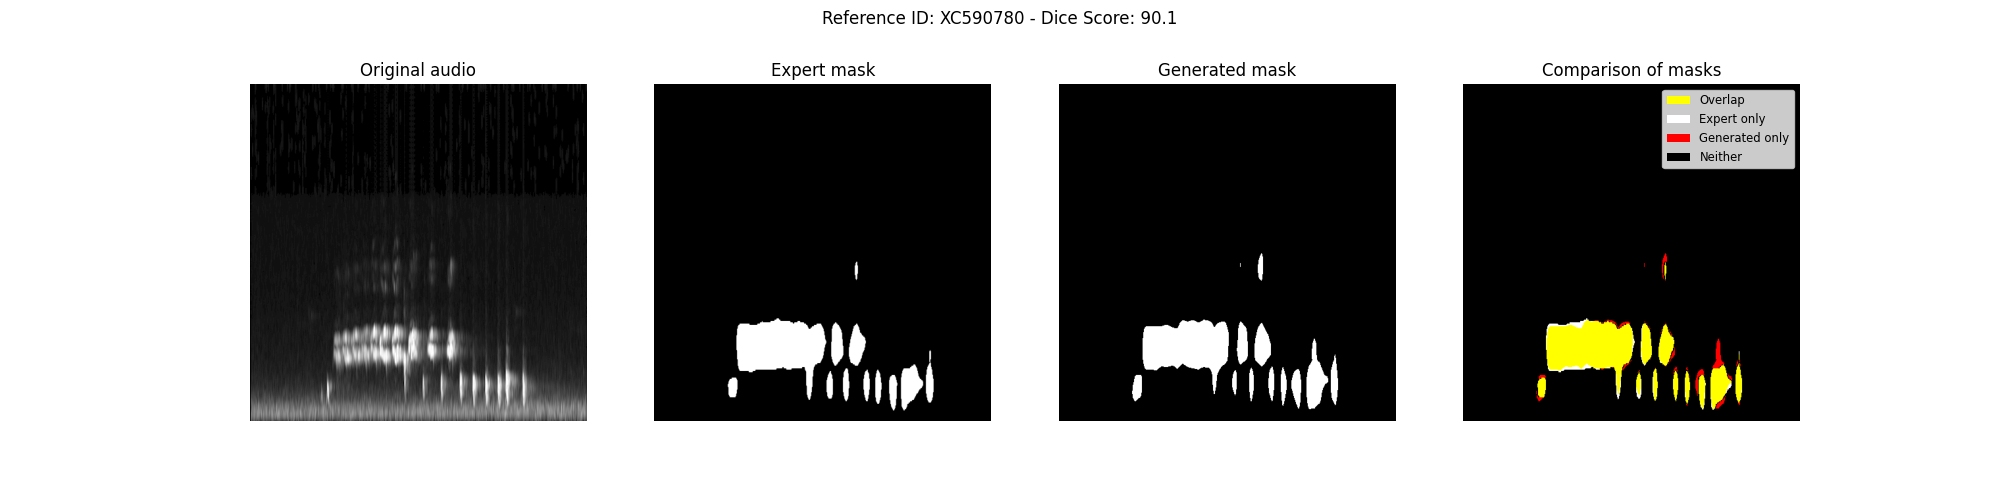 Reference ID: XC590780 - Dice Score: 90.1
Original audio
Expert mask
Generated mask
Comparison of masks
Overlap
Expert only
Generated only
Neither